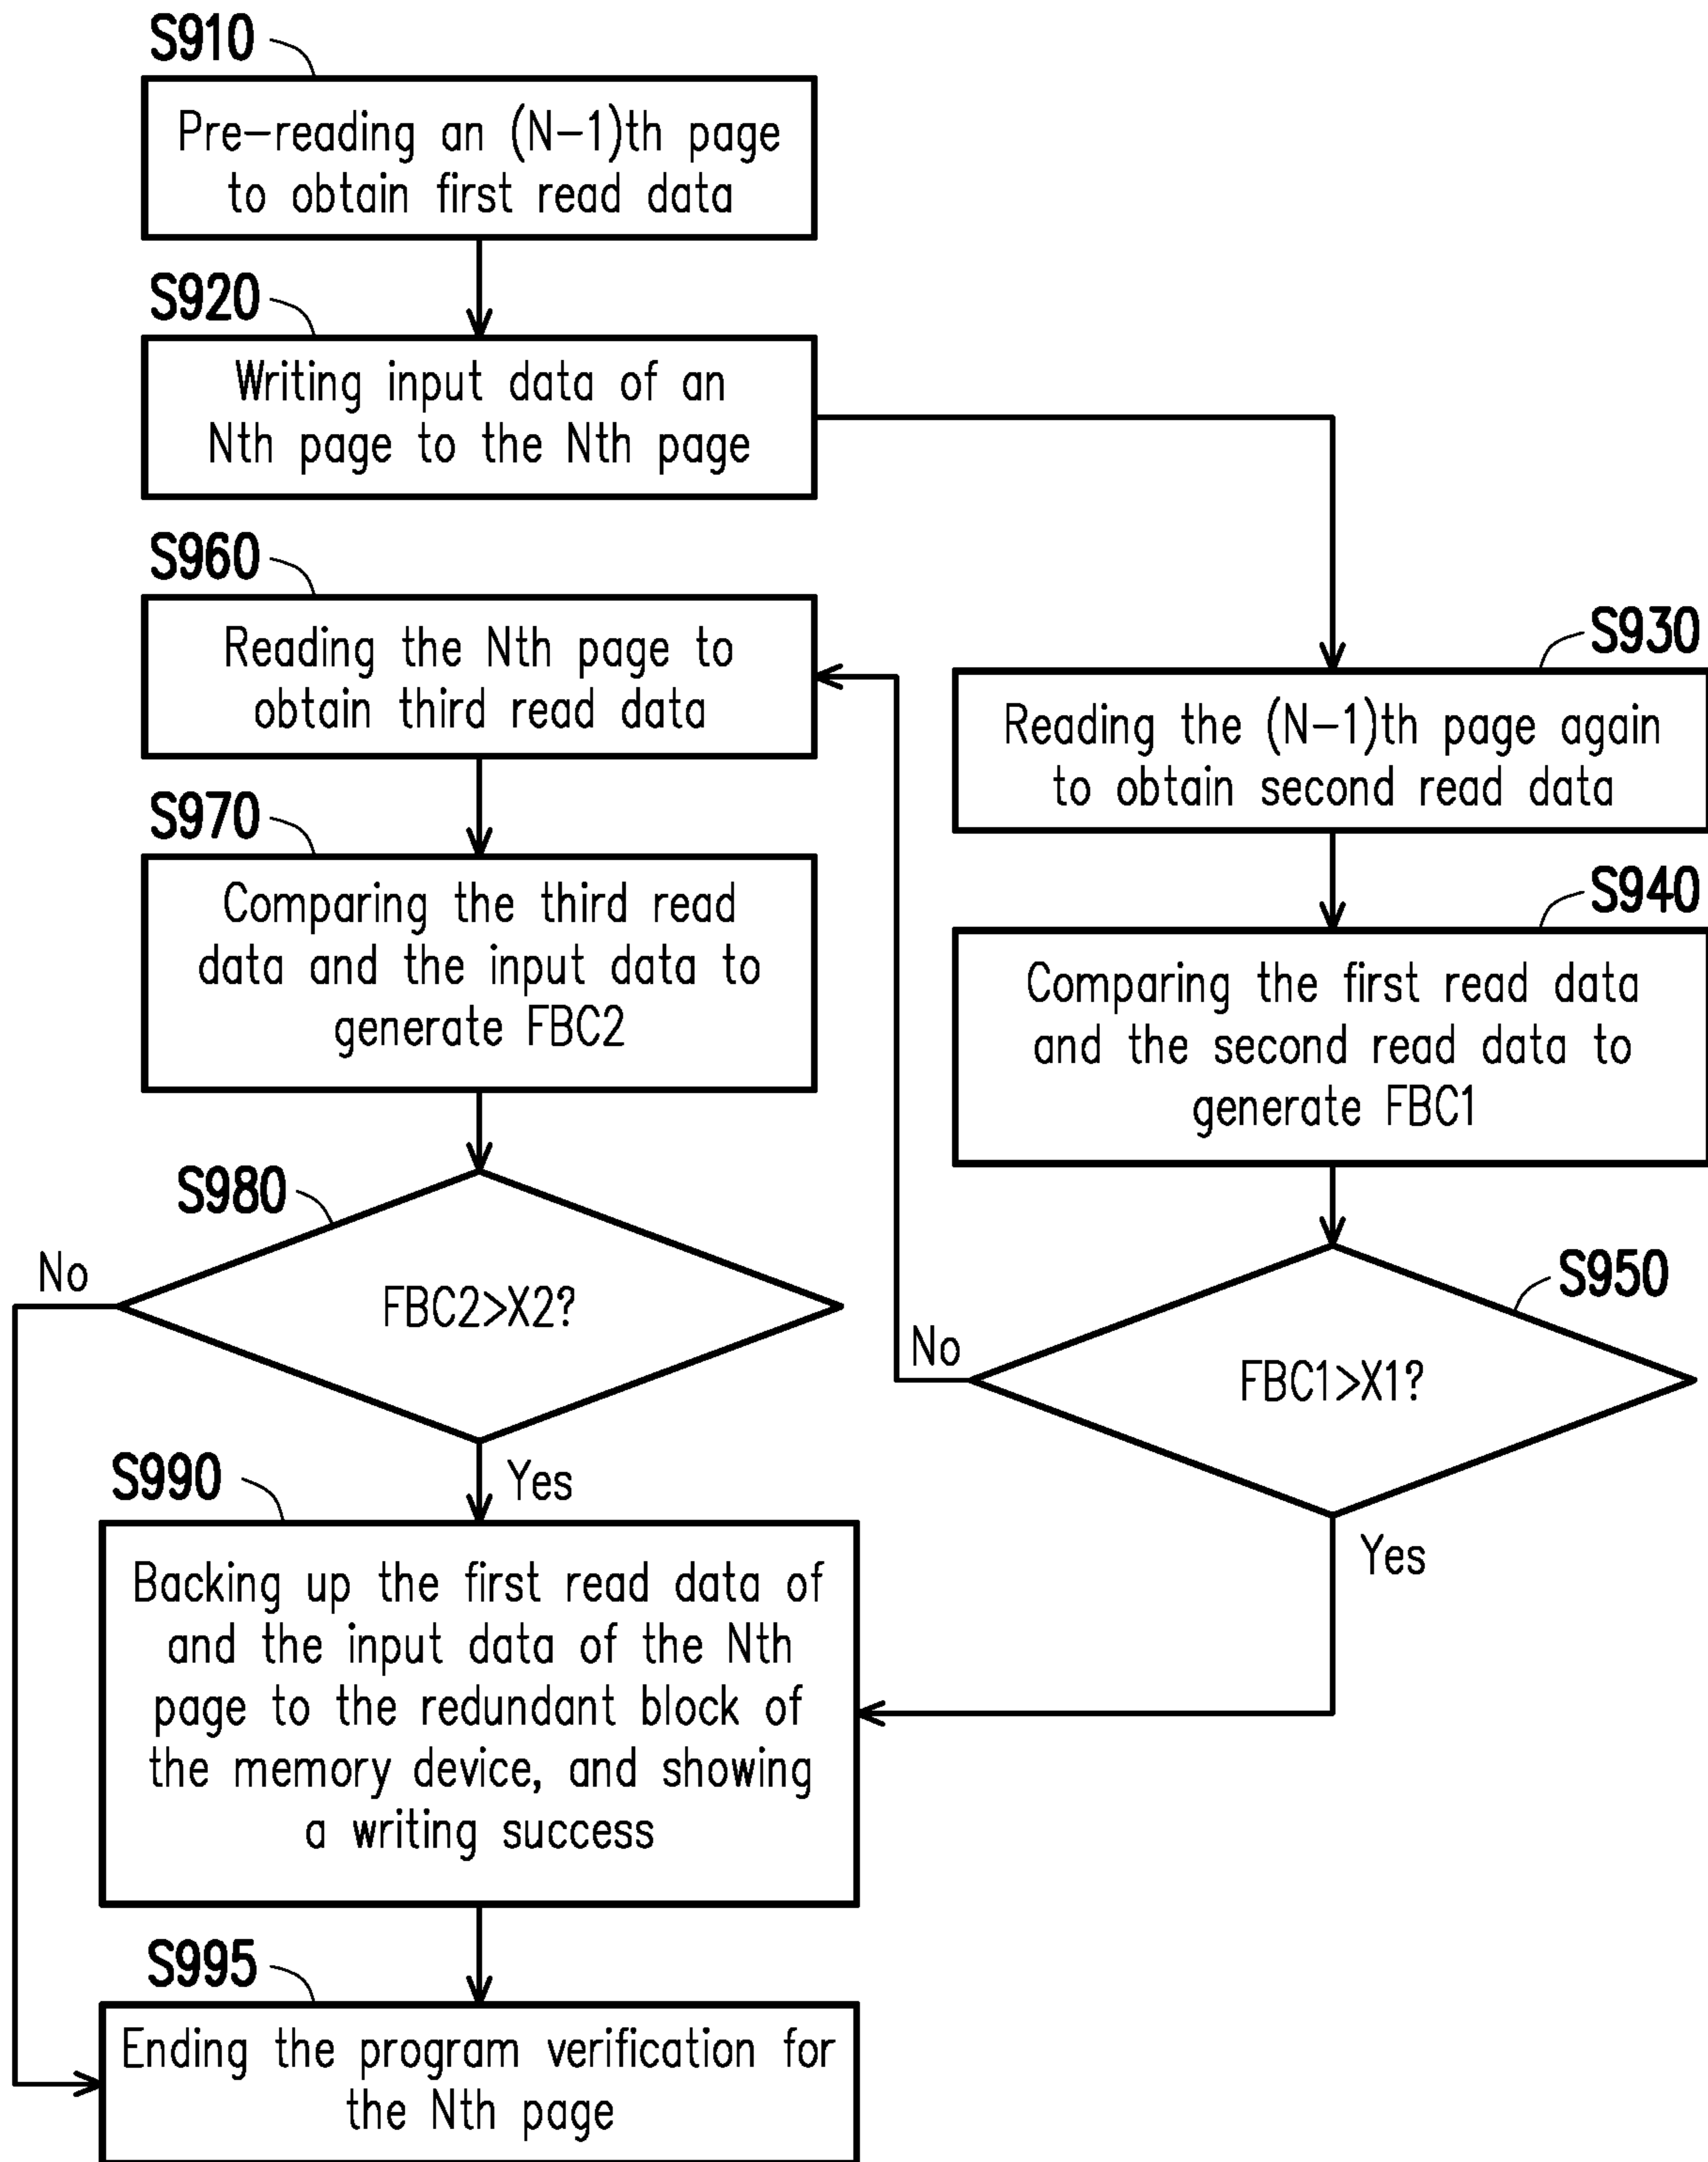 S910
Pre-reading an (N-1)th page
to obtain first read data
S920
Writing input data of an
Nth page to the Nth page
S930
Reading the (N-1)th page again
to obtain second read data
S940
Comparing the first read data
and the second read data to
generate FBC1
S950
FBC1>X1?
No
Yes
S960
Reading the Nth page to
obtain third read data
S970
Comparing the third read
data and the input data to
generate FBC2
S980
FBC2>X2?
No
Yes
S990
Backing up the first read data of
and the input data of the Nth
page to the redundant block of
the memory device, and showing
a writing success
S995
Ending the program verification for
the Nth page